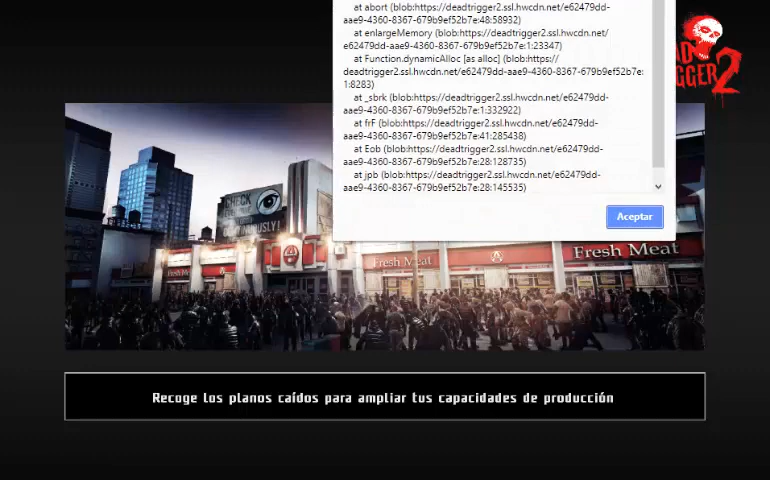 at abort (blob:https://deadtrigger2.ssl.hwcdn.net/e62479dd-
aae9-4360-8367-679b9ef52b7e:48:58932)
at enlargeMemory (blob:https://deadtrigger2.ssl.hwcdn.net/
e62479dd-aae9-4360-8367-679b9ef52b7e:1:23347)
at Function.dynamicAlloc [as alloc] (blob:https://
deadtrigger2.ssl.hwcdn.net/e62479dd-aae9-4360-8367-679b9ef52b7e:
1:8283)
at _sbrk (blob:https://deadtrigger2.ssl.hwcdn.net/e62479dd-
aae9-4360-8367-679b9ef52b7e:1:332922)
at frF (blob:https://deadtrigger2.ssl.hwcdn.net/e62479dd-
aae9-4360-8367-679b9ef52b7e:41:285438)
at Eob (blob:https://deadtrigger2.ssl.hwcdn.net/e62479dd-
aae9-4360-8367-679b9ef52b7e:28:128735)
at jpb (blob:https://deadtrigger2.ssl.hwcdn.net/e62479dd-
aae9-4360-8367-679b9ef52b7e:28:145535)
Aceptar
AD
GGER 2
CHECK
Fresh Meat
Fresh Meat
Fresh Meat
Recoge los planos caídos para ampliar tus capacidades de producción